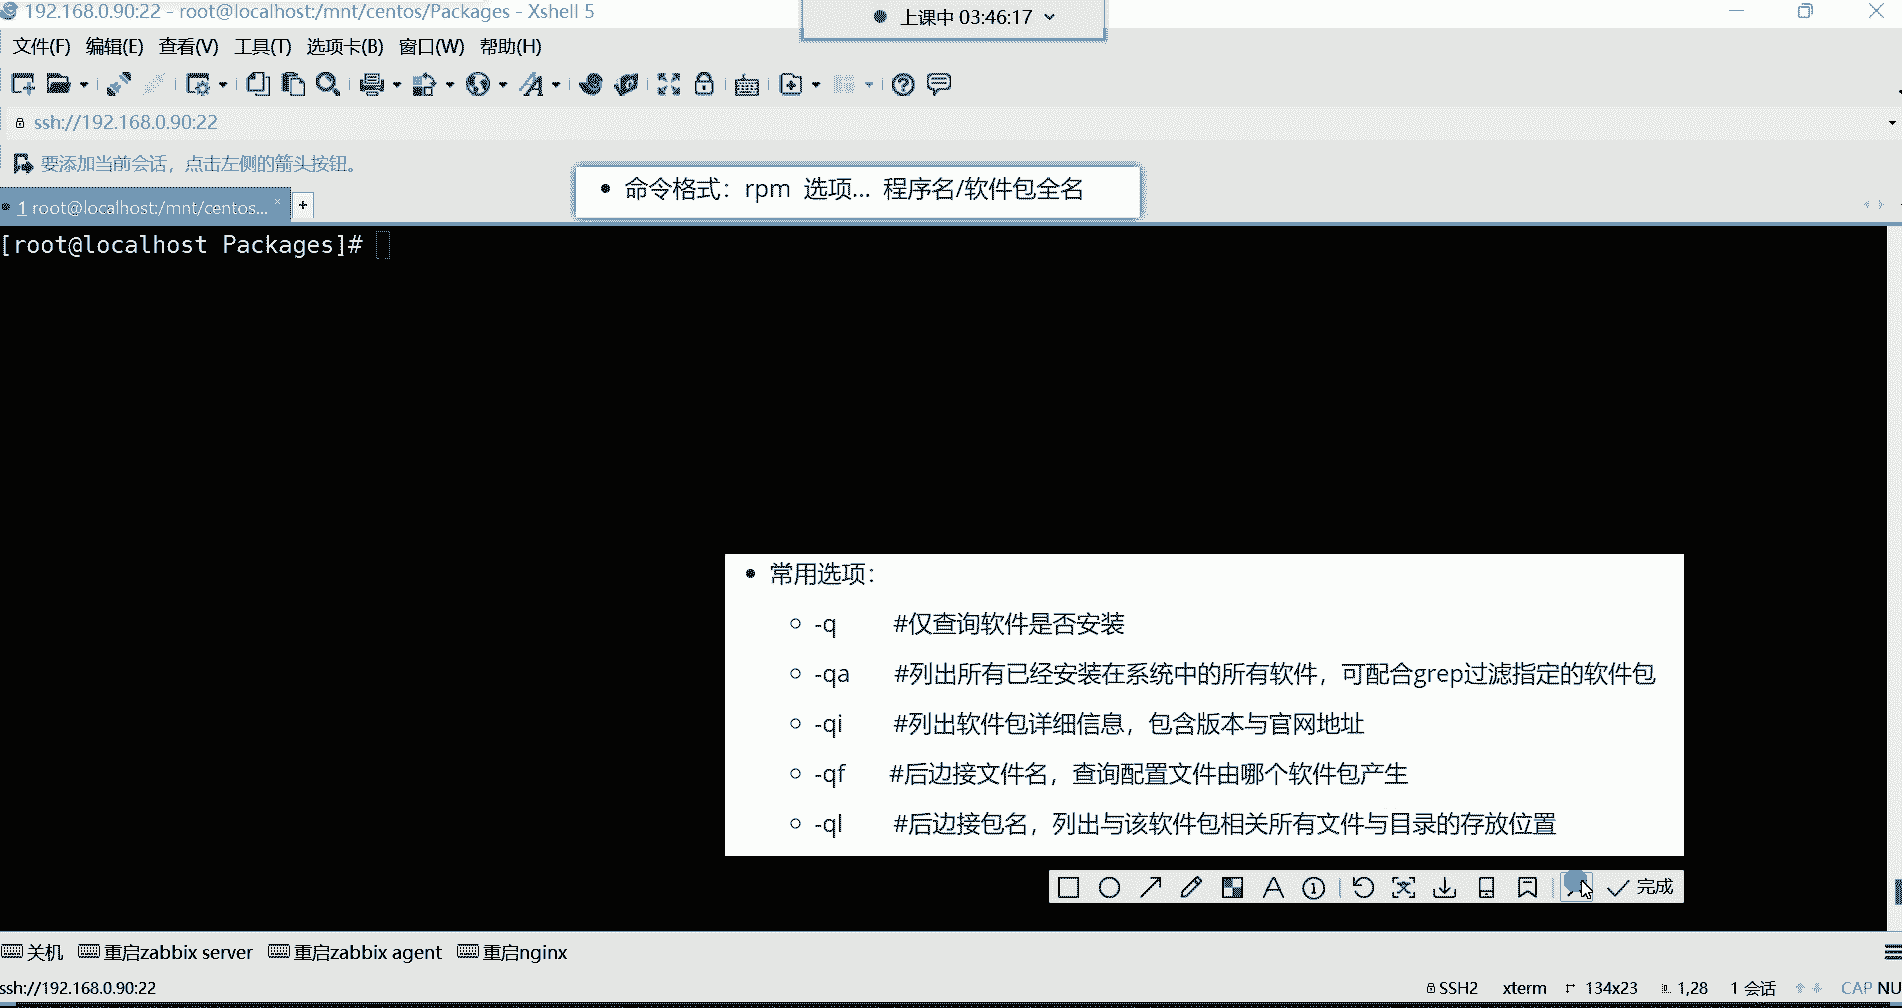 192.168.0.90:22 - root@localhost:/mnt/centos/Packages - Xshell 5
上课中 03:46:17
文件(F) 编辑(E) 查看(V) 工具(T) 选项卡(B) 窗口(W) 帮助(H)
ssh://192.168.0.90:22
要添加当前会话，点击左侧的箭头按钮。
• 命令格式：rpm 选项... 程序名/软件包全名
1 root@localhost:/mnt/centos... × +
[root@localhost Packages]#
• 常用选项：
○ -q #仅查询软件是否安装
○ -qa #列出所有已经安装在系统中的所有软件，可配合grep过滤指定的软件包
○ -qi #列出软件包详细信息，包含版本与官网地址
○ -qf #后边接文件名，查询配置文件由哪个软件包产生
○ -ql #后边接包名，列出与该软件包相关所有文件与目录的存放位置
完成
关机 重启zabbix server 重启zabbix agent 重启nginx
ssh://192.168.0.90:22 SSH2 xterm 134x23 1,28 1 会话 CAP NU